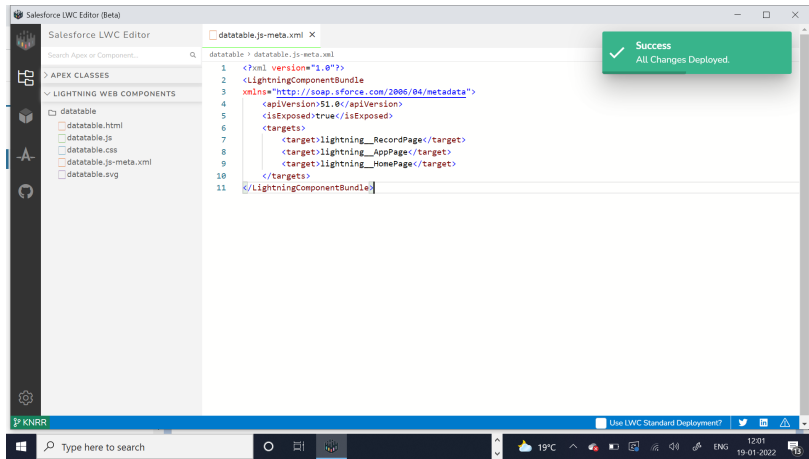 Salesforce LWC Editor (Beta)
Salesforce LWC Editor
Search Apex or Component...
APEX CLASSES
LIGHTNING WEB COMPONENTS
datatable
datatable.html
datatable.js
datatable.css
datatable.js-meta.xml
datatable.svg
datatable.js-meta.xml
datatable > datatable.js-meta.xml
1 <?xml version="1.0"?>
2 <LightningComponentBundle
3 xmlns="http://soap.sforce.com/2006/04/metadata">
4 <apiVersion>51.0</apiVersion>
5 <isExposed>true</isExposed>
6 <targets>
7 <target>lightning__RecordPage</target>
8 <target>lightning__AppPage</target>
9 <target>lightning__HomePage</target>
10 </targets>
11 </LightningComponentBundle>
Success
All Changes Deployed.
KNRR
Use LWC Standard Deployment?
Type here to search
19°C
ENG
12:01
19-01-2022
13